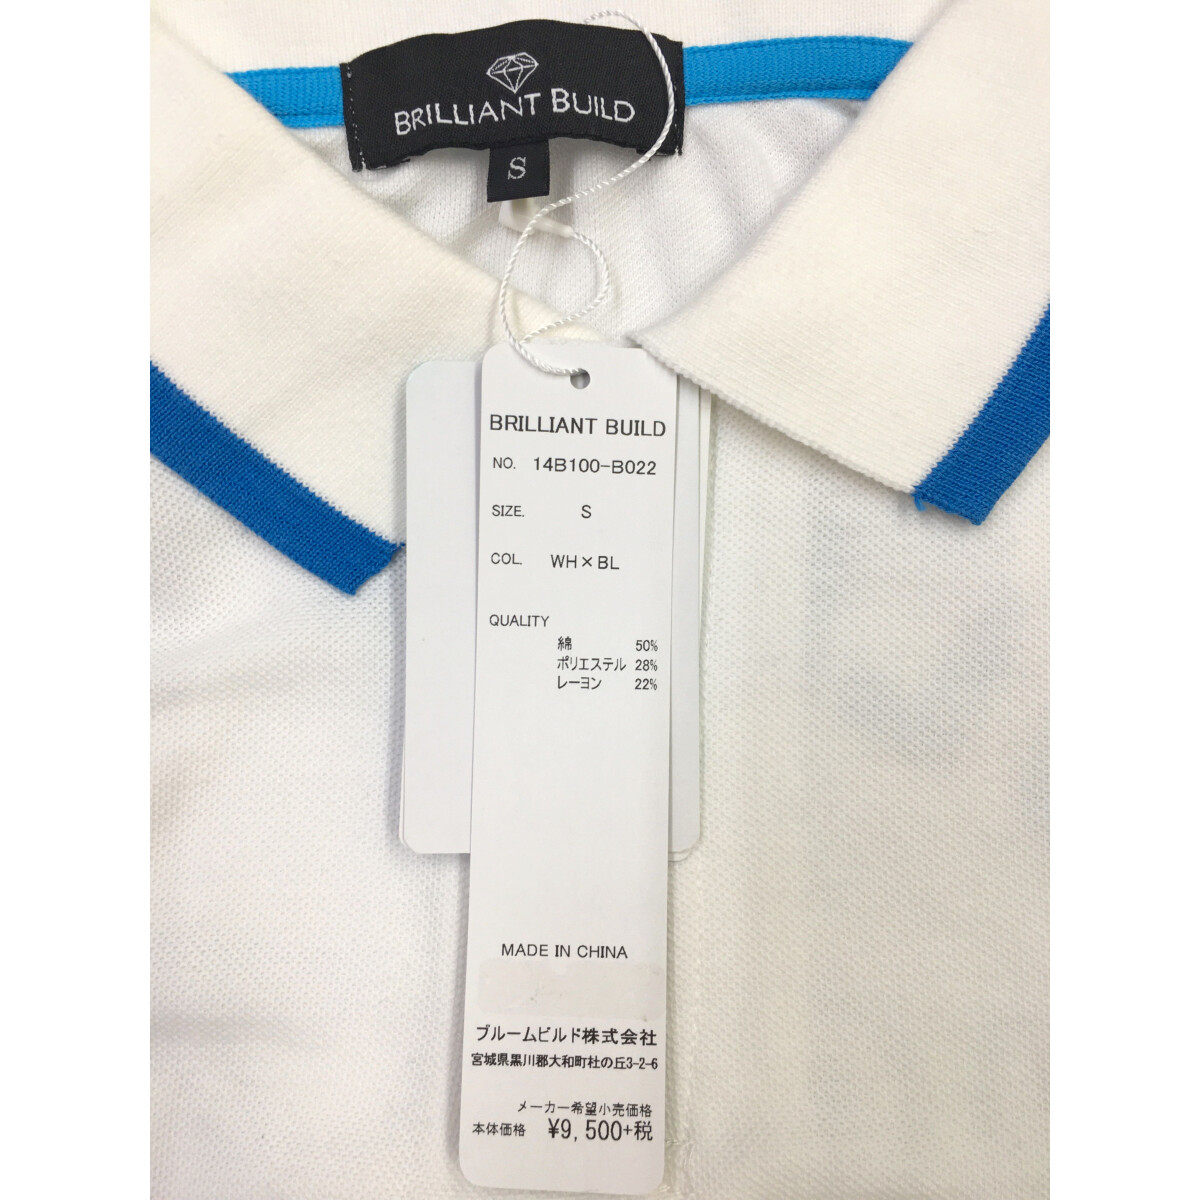 BRILLIANT BUILD
S
BRILLIANT BUILD
NO. 14B100-B022
SIZE. S
COL. WH×BL
QUALITY
綿 50%
ポリエステル 28%
レーヨン 22%
MADE IN CHINA
ブルームビルド株式会社
宮城県黒川郡大和町杜の丘3-2-6
メーカー希望小売価格
本体価格 ¥9,500+税